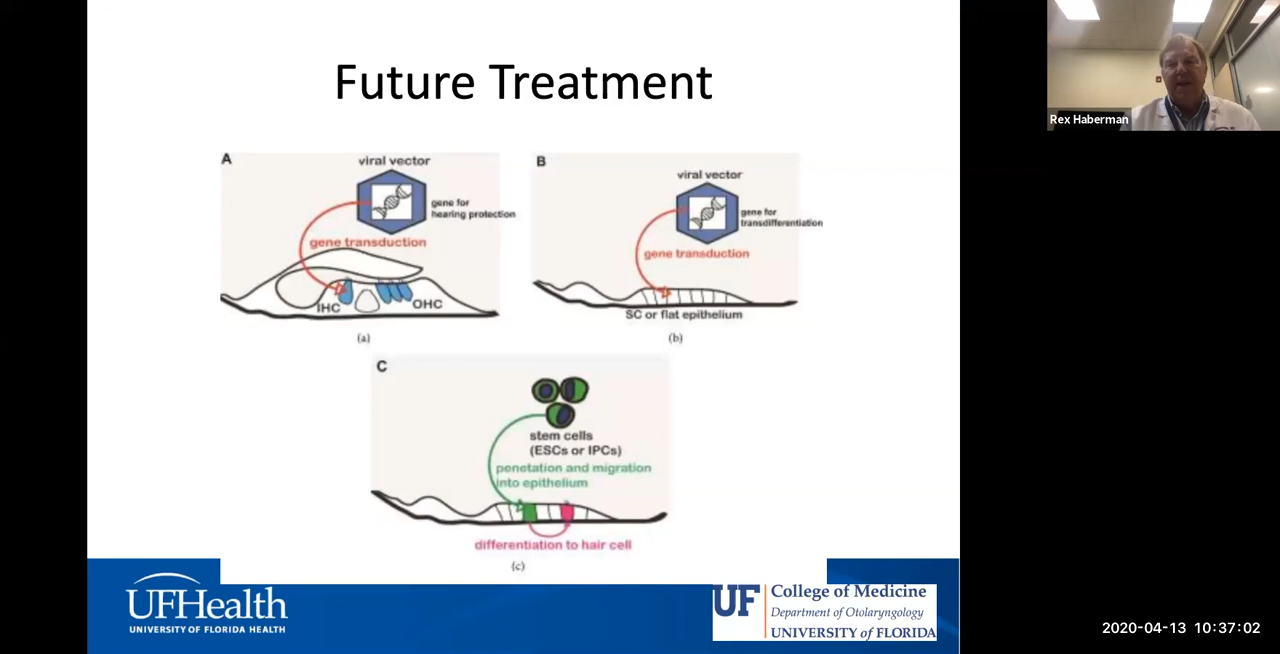 Future Treatment
A
viral vector
gene for
hearing protection
gene transduction
IHC
OHC
(a)
B
viral vector
gene for
transdifferentiation
gene transduction
SC or flat epithelium
(b)
C
stem cells
(ESCs or IPCs)
penetation and migration
into epithelium
differentiation to hair cell
(c)
UFHealth
UNIVERSITY OF FLORIDA HEALTH
UF
College of Medicine
Department of Otolaryngology
UNIVERSITY of FLORIDA
Rex Haberman
2020-04-13 10:37:02